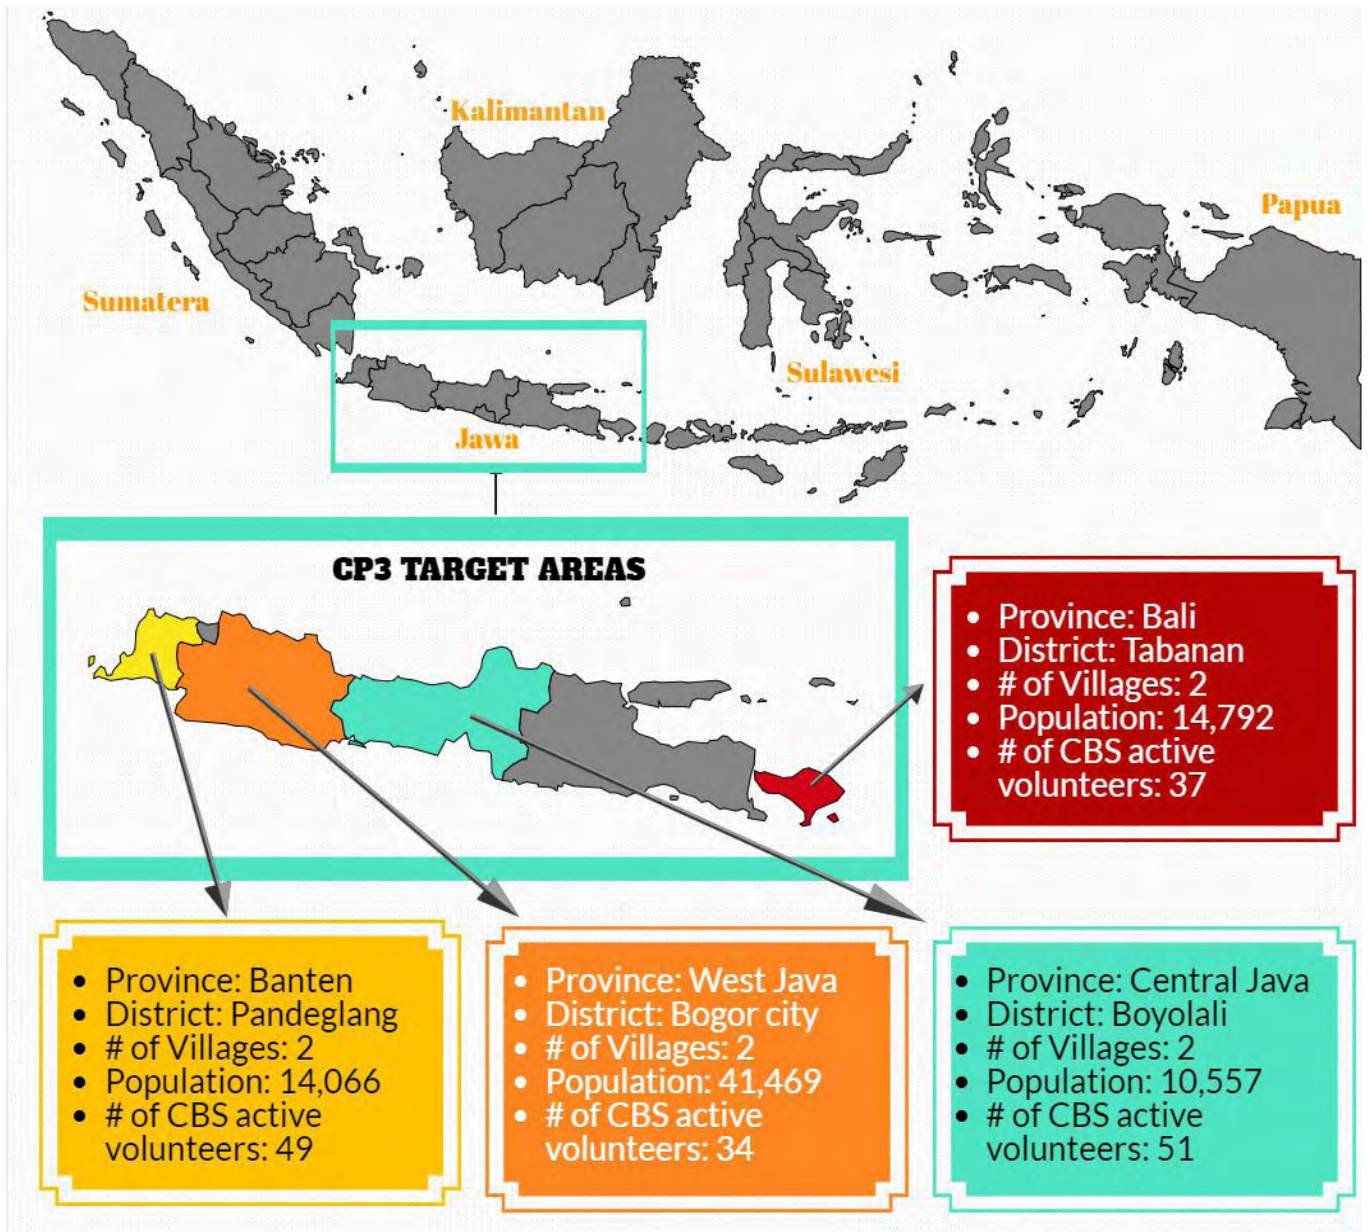 Kalimantan
Papua
Sumatera
Sulawesi
Jawa
CP3 TARGET AREAS
• Province: Bali
• District: Tabanan
• # of Villages: 2
• Population: 14,792
• # of CBS active
volunteers: 37
• Province: Banten
• District: Pandeglang
• # of Villages: 2
• Population: 14,066
• # of CBS active
volunteers: 49
• Province: West Java
• District: Bogor city
• # of Villages: 2
• Population: 41,469
• # of CBS active
volunteers: 34
• Province: Central Java
• District: Boyolali
• # of Villages: 2
• Population: 10,557
• # of CBS active
volunteers: 51